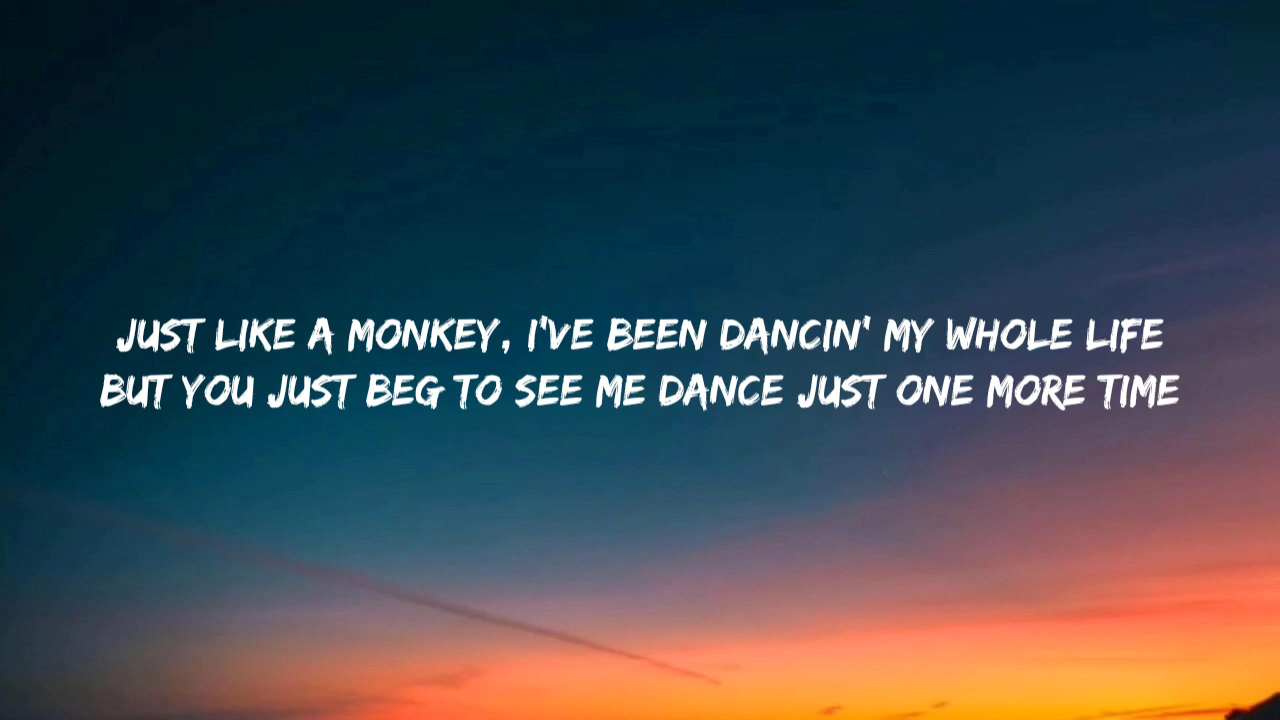 JUST LIKE A MONKEY, I'VE BEEN DANCIN' MY WHOLE LIFE
BUT YOU JUST BEG TO SEE ME DANCE JUST ONE MORE TIME